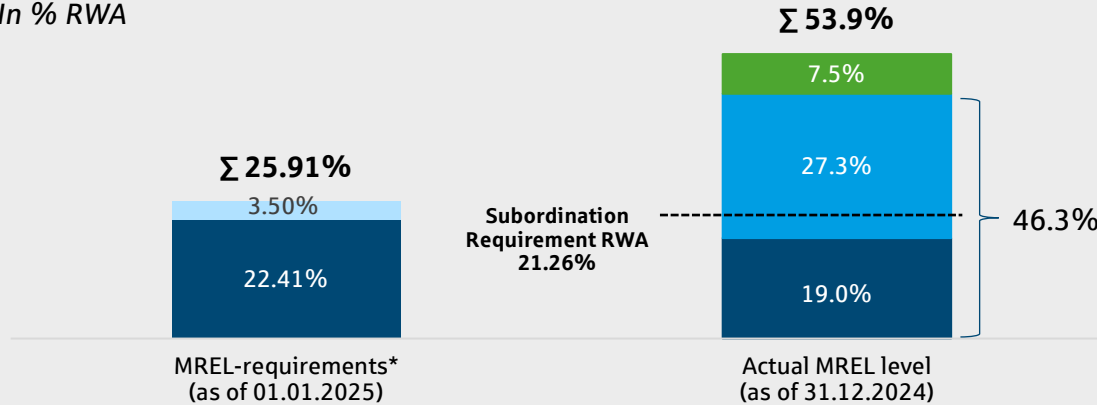 In % RWA
∑ 53.9%
7.5%
27.3%
∑ 25.91%
3.50%
Subordination
Requirement RWA
21.26%
46.3%
22.41%
19.0%
MREL-requirements*
(as of 01.01.2025)
Actual MREL level
(as of 31.12.2024)